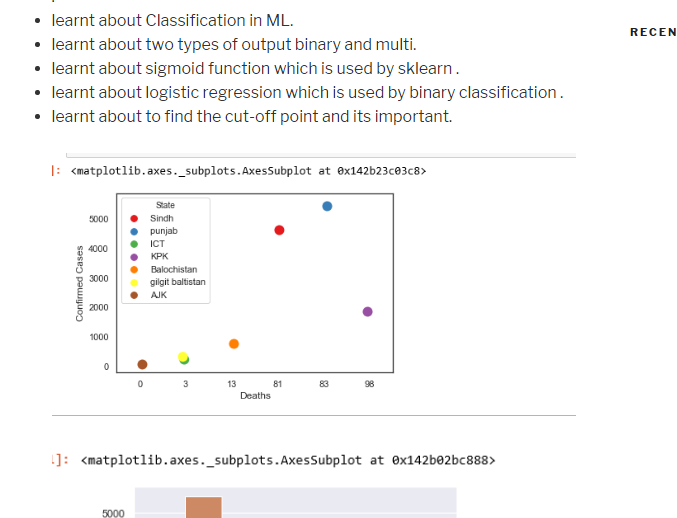 learnt about Classification in ML.
learnt about two types of output binary and multi.
learnt about sigmoid function which is used by sklearn .
learnt about logistic regression which is used by binary classification .
learnt about to find the cut-off point and its important.
RECEN
]: <matplotlib.axes._subplots.AxesSubplot at 0x142b23c03c8>
State
Sindh
punjab
ICT
KPK
Balochistan
gilgit baltistan
AJK
Confirmed Cases
5000
4000
3000
2000
1000
0
0 3 13 81 83 98
Deaths
]: <matplotlib.axes._subplots.AxesSubplot at 0x142b02bc888>
5000